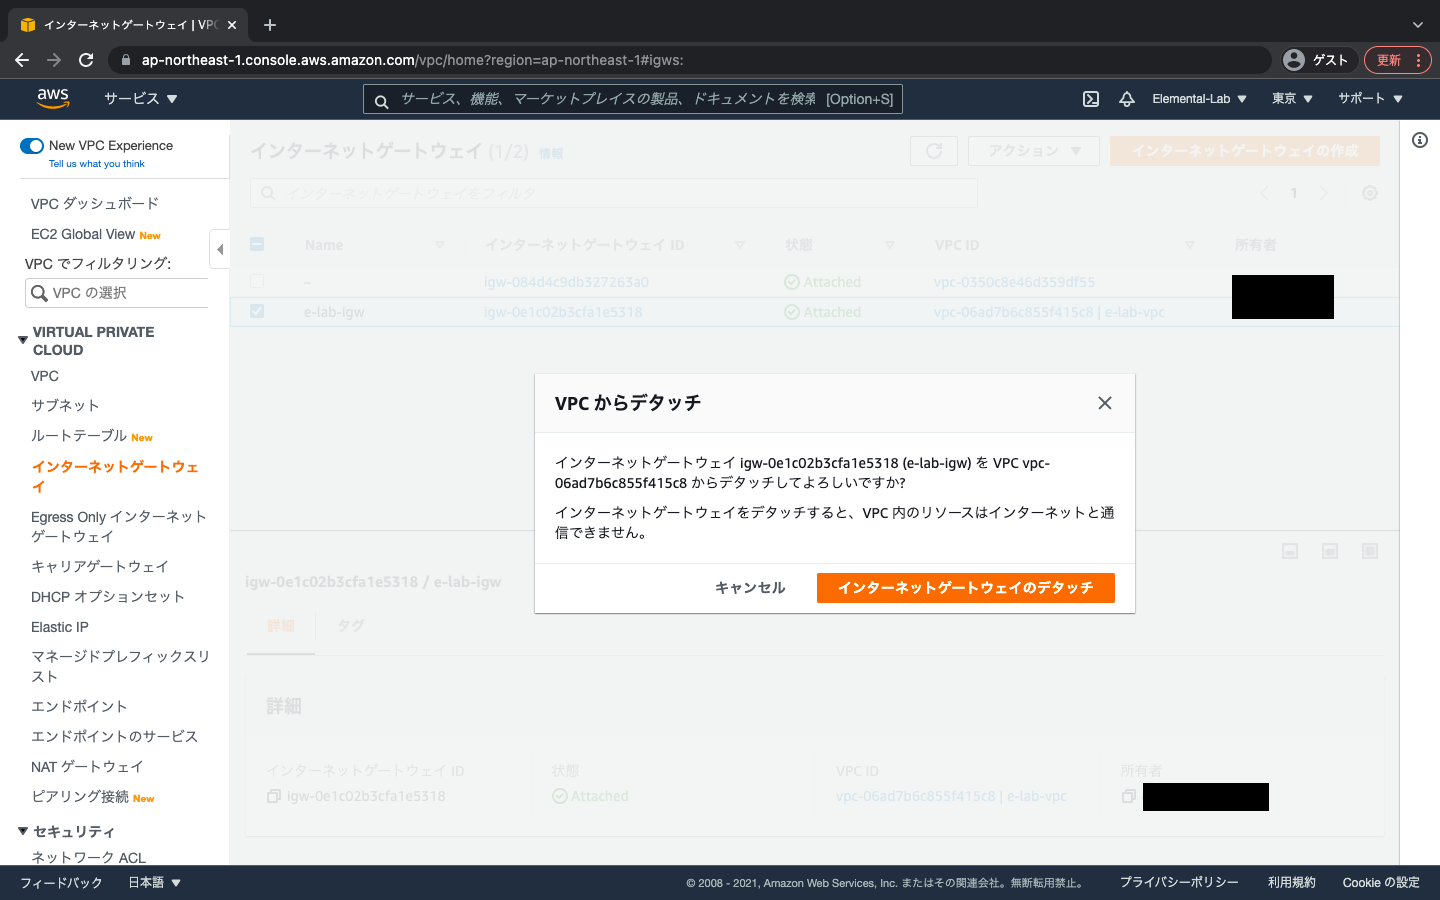 インターネットゲートウェイ | VPC
ap-northeast-1.console.aws.amazon.com/vpc/home?region=ap-northeast-1#igws:
ゲスト
更新
aws
サービス ▼
サービス、機能、マーケットプレイスの製品、ドキュメントを検索
[Option+S]
Elemental-Lab ▼
東京 ▼
サポート ▼
New VPC Experience
Tell us what you think
VPC ダッシュボード
EC2 Global View New
VPC でフィルタリング:
VPC の選択
VIRTUAL PRIVATE
CLOUD
VPC
サブネット
ルートテーブル New
インターネットゲートウェ
イ
Egress Only インターネット
ゲートウェイ
キャリアゲートウェイ
DHCP オプションセット
Elastic IP
マネージドプレフィックスリ
スト
エンドポイント
エンドポイントのサービス
NAT ゲートウェイ
ピアリング接続 New
セキュリティ
ネットワーク ACL
インターネットゲートウェイ (1/2) 情報
アクション ▼
インターネットゲートウェイの作成
インターネットゲートウェイをフィルタ
1
Name
インターネットゲートウェイ ID
状態
VPC ID
所有者
– igw-084d4c9db327263a0 Attached vpc-0350c8e46d359df55
e-lab-igw igw-0e1c02b3cfa1e5318 Attached vpc-06ad7b6c855f415c8 | e-lab-vpc
VPC からデタッチ
インターネットゲートウェイ igw-0e1c02b3cfa1e5318 (e-lab-igw) を VPC vpc-
06ad7b6c855f415c8 からデタッチしてよろしいですか?
インターネットゲートウェイをデタッチすると、VPC 内のリソースはインターネットと通
信できません。
キャンセル
インターネットゲートウェイのデタッチ
igw-0e1c02b3cfa1e5318 / e-lab-igw
詳細
タグ
詳細
インターネットゲートウェイ ID
igw-0e1c02b3cfa1e5318
状態
Attached
VPC ID
vpc-06ad7b6c855f415c8 | e-lab-vpc
所有者
フィードバック
日本語 ▼
© 2008 - 2021, Amazon Web Services, Inc. またはその関連会社。無断転用禁止。
プライバシーポリシー
利用規約
Cookie の設定